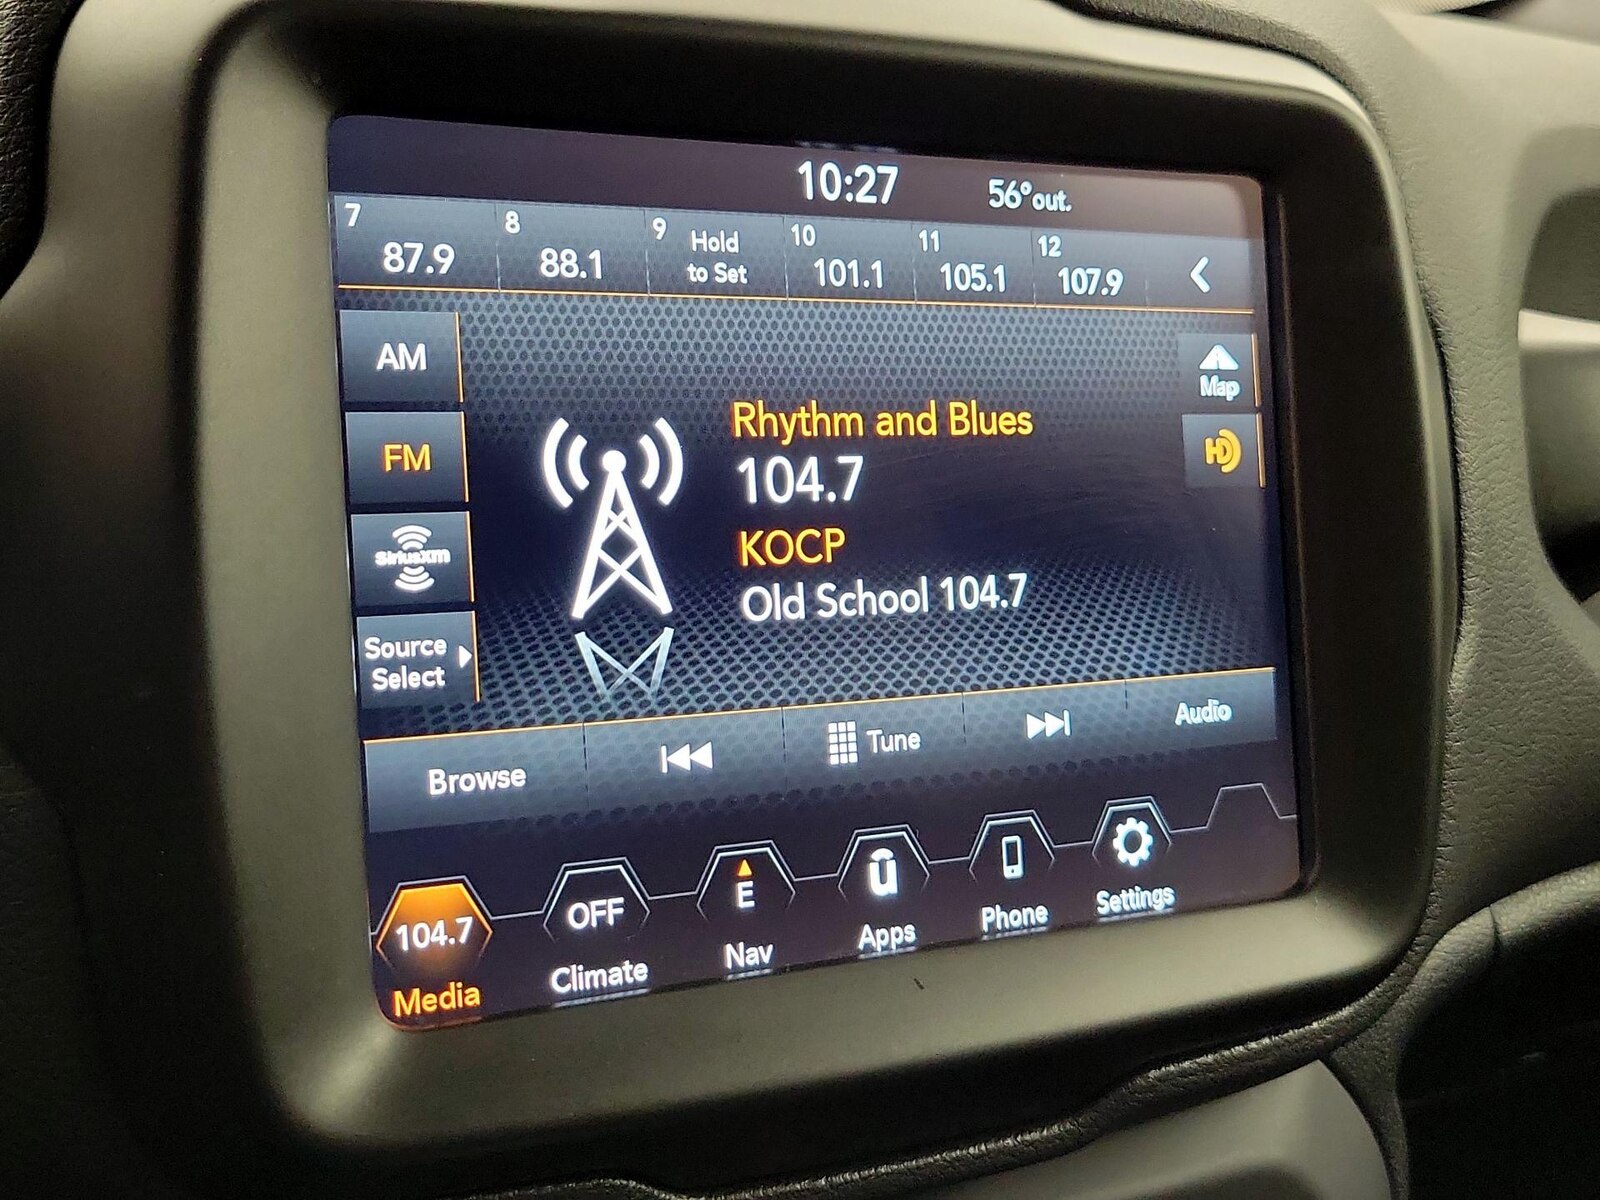 10:27 56°out.
7 8 9 10 11 12
87.9 88.1 Hold to Set 101.1 105.1 107.9
AM
Map
FM
HD
SiriusXM
Source
Select
Rhythm and Blues
104.7
KOCP
Old School 104.7
Browse Tune Audio
104.7 OFF E ū
Media Climate Nav Apps Phone Settings